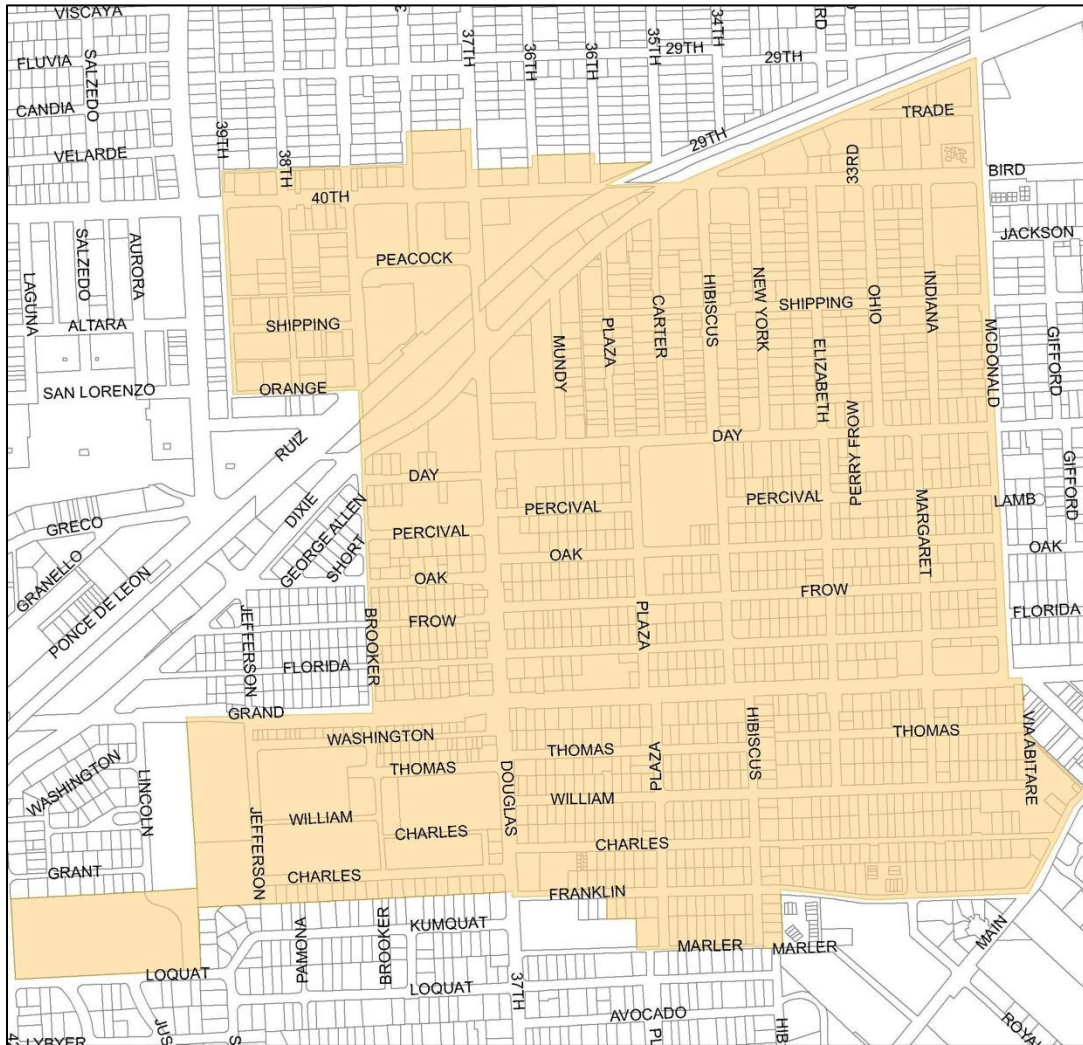 VISCAYA
FLUVIA
SALZEDO
CANDIA
VELARDE
39TH
38TH
37TH
36TH
36TH
35TH
34TH
29TH
29TH
29TH
TRADE
33RD
BIRD
40TH
JACKSON
PEACOCK
LAGUNA
SALZEDO
AURORA
ALTARA
SHIPPING
SAN LORENZO
ORANGE
MUNDY
PLAZA
CARTER
HIBISCUS
NEW YORK
SHIPPING
ELIZABETH
OHIO
INDIANA
MCDONALD
GIFFORD
RUIZ
DAY
DAY
PERRY FROW
GIFFORD
DIXIE
GEORGE ALLEN
SHORT
PERCIVAL
PERCIVAL
PERCIVAL
MARGARET
LAMB
GRECO
GRANELLO
PONCE DE LEON
OAK
OAK
OAK
FROW
FROW
FLORIDA
JEFFERSON
BROOKER
PLAZA
FLORIDA
GRAND
WASHINGTON
WASHINGTON
LINCOLN
THOMAS
THOMAS
THOMAS
PLAZA
HIBISCUS
VIA ABITARE
DOUGLAS
WILLIAM
WILLIAM
JEFFERSON
CHARLES
CHARLES
GRANT
CHARLES
FRANKLIN
PAMONA
BROOKER
KUMQUAT
MARLER
MARLER
MAIN
LOQUAT
LOQUAT
37TH
AVOCADO
LYBYER